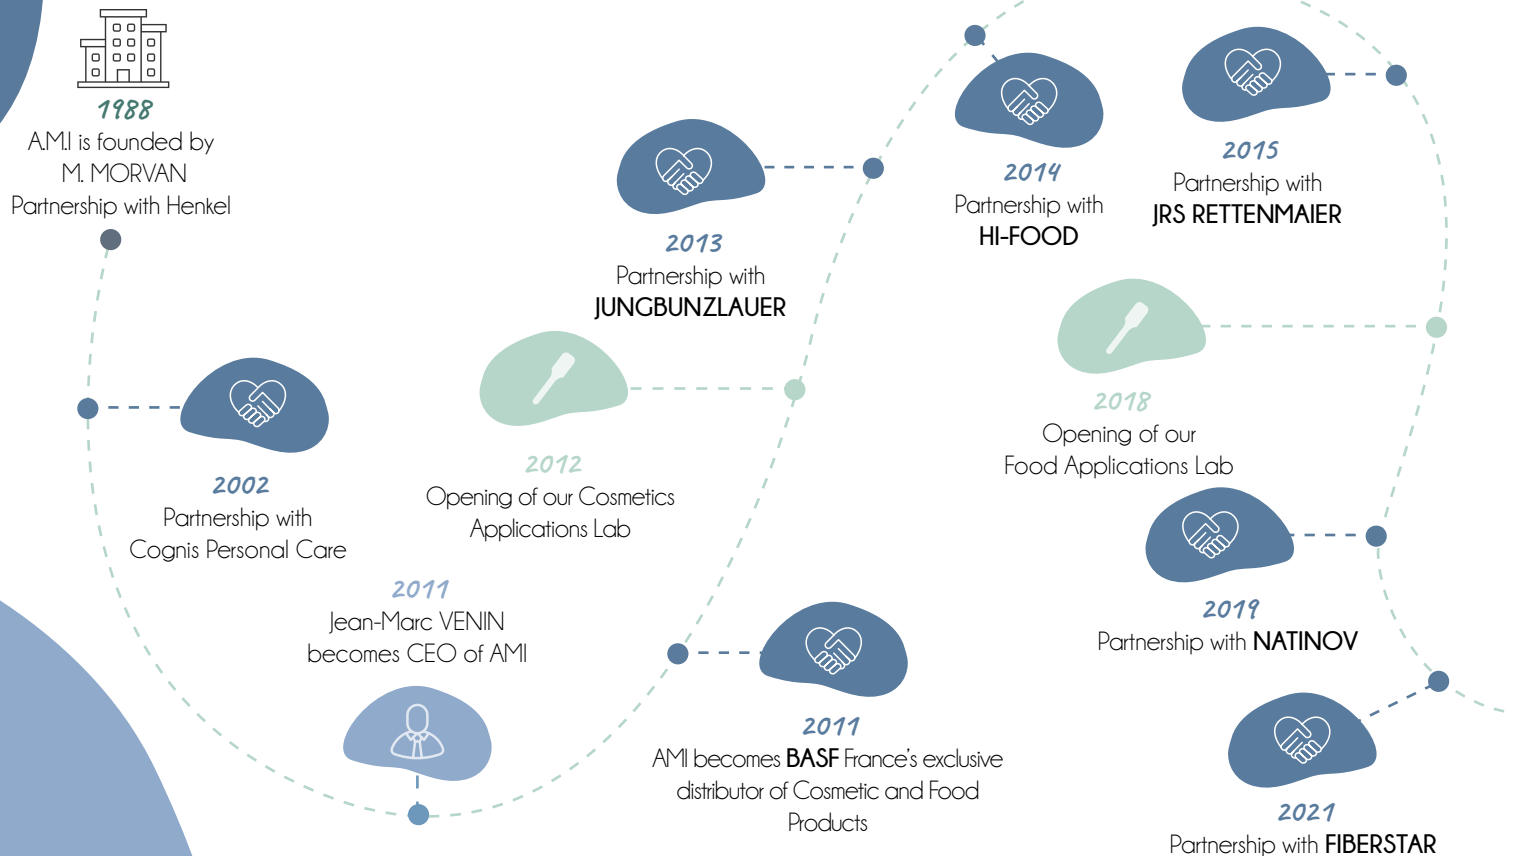 1988
A.M.I is founded by
M. MORVAN
Partnership with Henkel
2002
Partnership with
Cognis Personal Care
2011
Jean-Marc VENIN
becomes CEO of AMI
2011
AMI becomes BASF France's exclusive
distributor of Cosmetic and Food
Products
2012
Opening of our Cosmetics
Applications Lab
2013
Partnership with
JUNGBUNZLAUER
2014
Partnership with
HI-FOOD
2015
Partnership with
JRS RETTENMAIER
2018
Opening of our
Food Applications Lab
2019
Partnership with NATINOV
2021
Partnership with FIBERSTAR